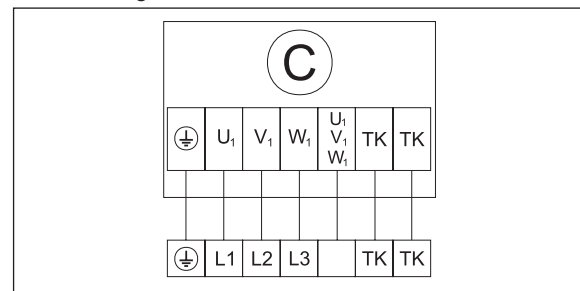 C
⏚ U₁ V₁ W₁ U₁ V₁ W₁ TK TK
⏚ L1 L2 L3 TK TK